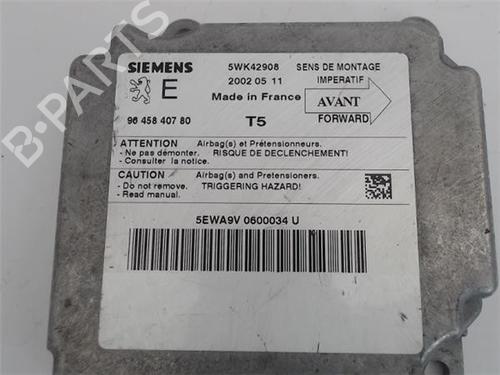 SIEMENS 5WK42908 SENS DE MONTAGE
E 2002 05 11 IMPERATIF
Made in France AVANT
96 458 407 80 T5 FORWARD
ATTENTION Airbag(s) et Prétensionneurs.
- Ne pas démonter. RISQUE DE DECLENCHEMENT!
- Consulter la notice.
CAUTION Airbag(s) and Pretensioners.
- Do not remove. TRIGGERING HAZARD!
- Read manual.
5EWA9V 0600034 U
B-PARTS